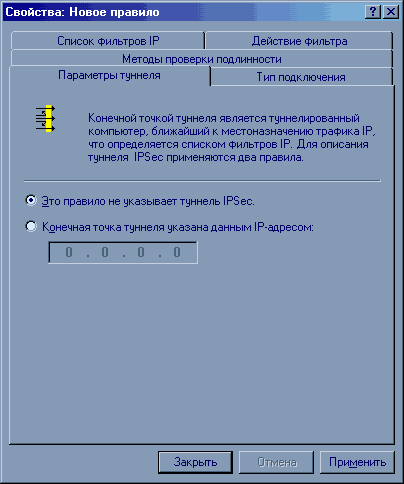 Свойства: Новое правило
Список фильтров IP
Действие фильтра
Методы проверки подлинности
Параметры туннеля
Тип подключения
Конечной точкой туннеля является туннелированный
компьютер, ближайший к местоназначению трафика IP,
что определяется списком фильтров IP. Для описания
туннеля IPSec применяются два правила.
Это правило не указывает туннель IPSec.
Конечная точка туннеля указана данным IP-адресом:
0 . 0 . 0 . 0
Закрыть
Отмена
Применить